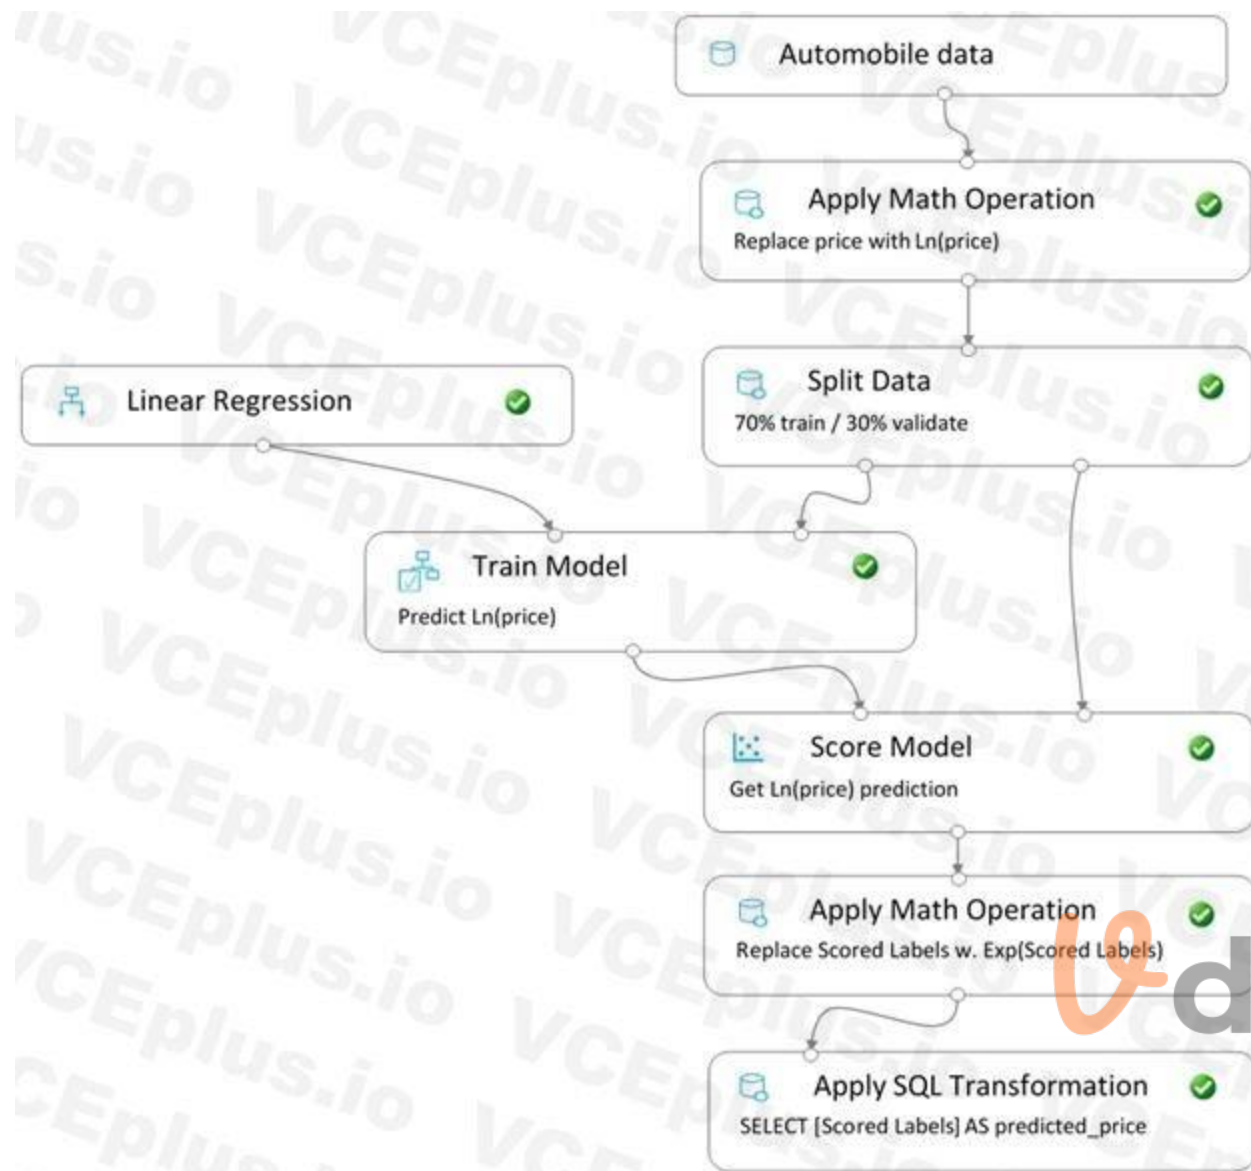 Automobile data
Apply Math Operation
Replace price with Ln(price)
Split Data
70% train / 30% validate
Linear Regression
Train Model
Predict Ln(price)
Score Model
Get Ln(price) prediction
Apply Math Operation
Replace Scored Labels w. Exp(Scored Labels)
Apply SQL Transformation
SELECT [Scored Labels] AS predicted_price
VCEplus.io